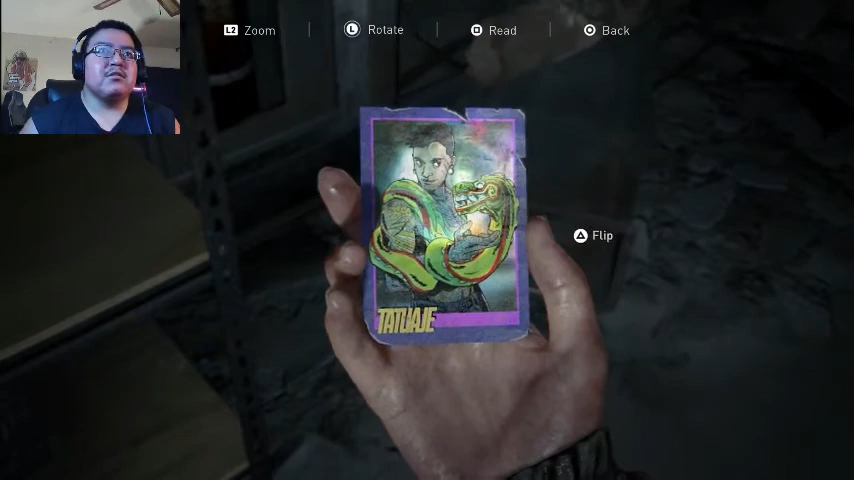 L2 Zoom
L Rotate
Read
Back
Flip
TATUAJE